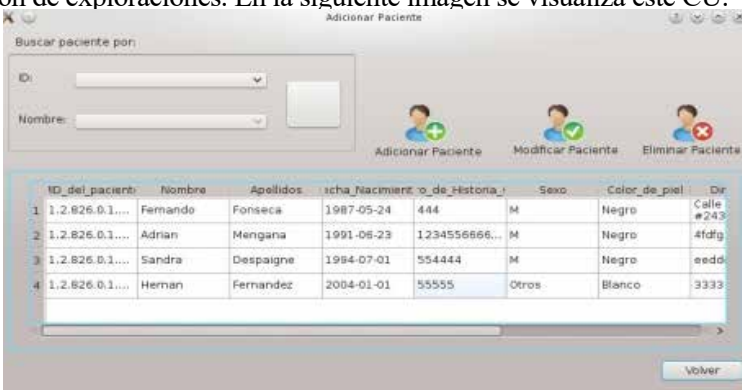 ón de exploraciones. En la siguiente imagen se visualiza este CU.
Adicionar Paciente
Buscar paciente por:
ID:
Nombre:
Adicionar Paciente Modificar Paciente Eliminar Paciente
ID_del_pacient Nombre Apellidos echa_Nacimient o_de_Historia_ Sexo Color_de_piel Dir
1 1.2.826.0.1.... Fernando Fonseca 1987-05-24 444 M Negro Calle #243
2 1.2.826.0.1.... Adrian Mengana 1991-06-23 1234556666... M Negro 4fdfg
3 1.2.826.0.1.... Sandra Despaigne 1994-07-01 554444 M Negro eedd
4 1.2.826.0.1.... Hernan Fernandez 2004-01-01 55555 Otros Blanco 3333
Volver